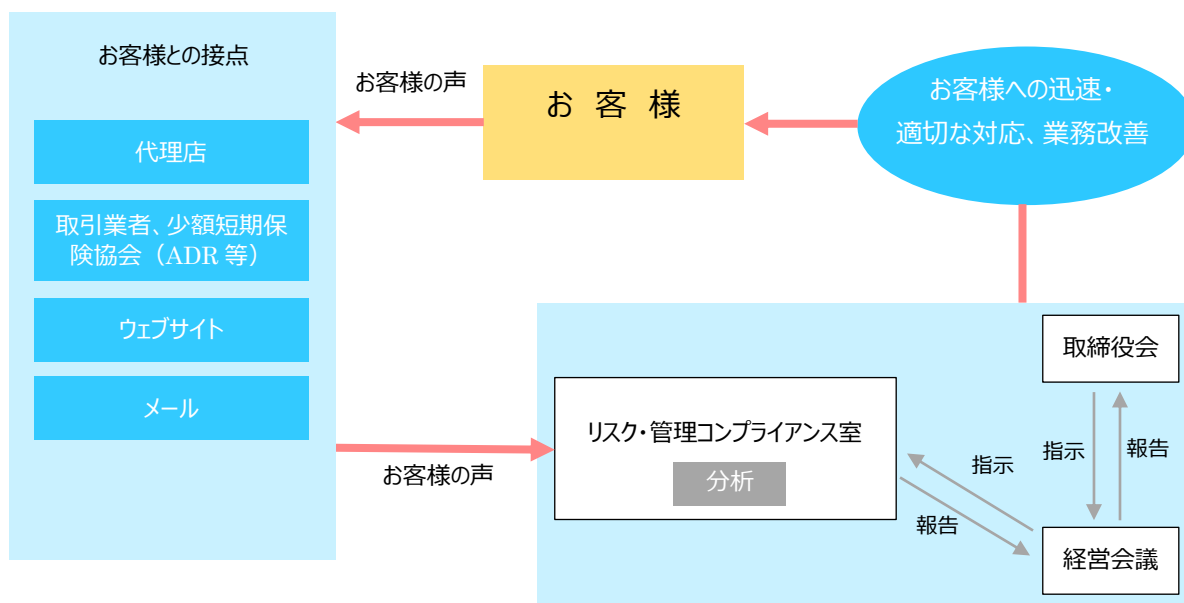 お客様との接点
代理店
取引業者、少額短期保
険協会（ADR 等）
ウェブサイト
メール
お客様の声
お 客 様
お客様への迅速・
適切な対応、業務改善
お客様の声
リスク・管理コンプライアンス室
分析
指示
報告
取締役会
指示
報告
経営会議